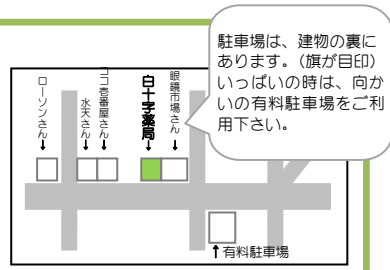 駐車場は、建物の裏に
あります。(旗が目印)
いっぱいの時は、向か
いの有料駐車場をご利
用下さい。
ローソンさん→
水天さん→
ココ壱番屋さん→
白十字薬局→
眼鏡市場さん→
↑有料駐車場